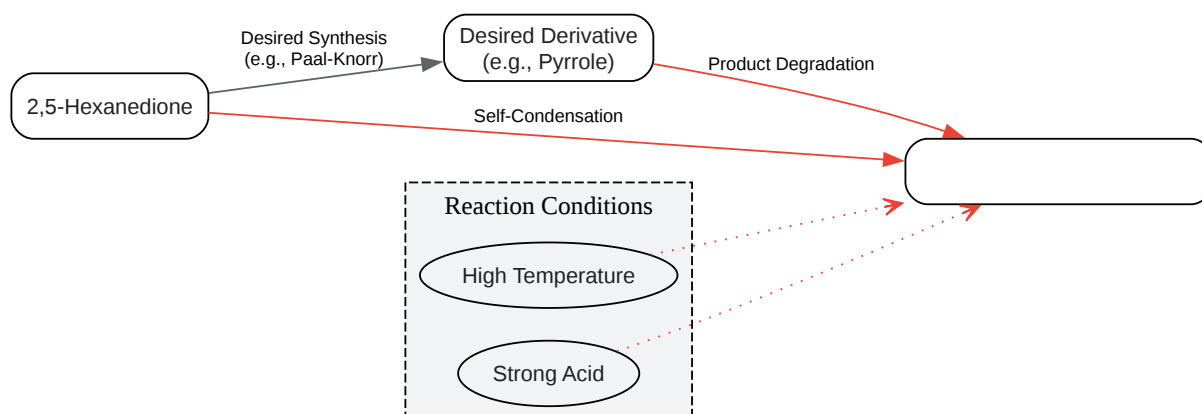 Desired Synthesis
(e.g., Paal-Knorr)
Desired Derivative
(e.g., Pyrrole)
Product Degradation
2,5-Hexanedione
Self-Condensation
Reaction Conditions
High Temperature
Strong Acid